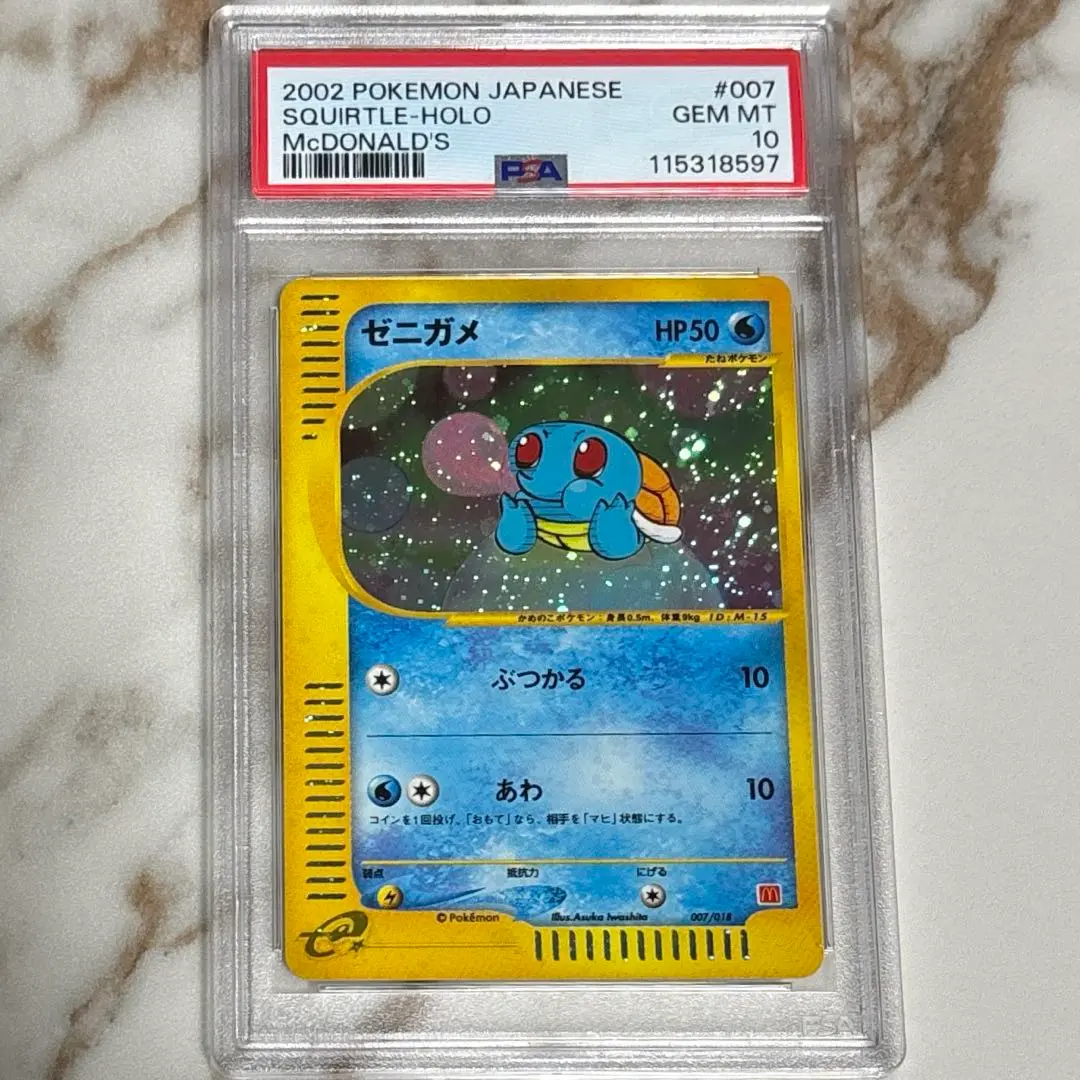 2002 POKEMON JAPANESE #007
SQUIRTLE-HOLO GEM MT
McDONALD'S 10
PSA 115318597
ゼニガメ HP50
たねポケモン
かめのこポケモン：身長0.5m、体重9kg ID：M-15
ぶつかる 10
あわ 10
コインを1回投げ、「おもて」なら、相手を「マヒ」状態にする。
弱点 抵抗力 にげる
© Pokémon Illus.Asuka Iwashita 007/018
e
PSA